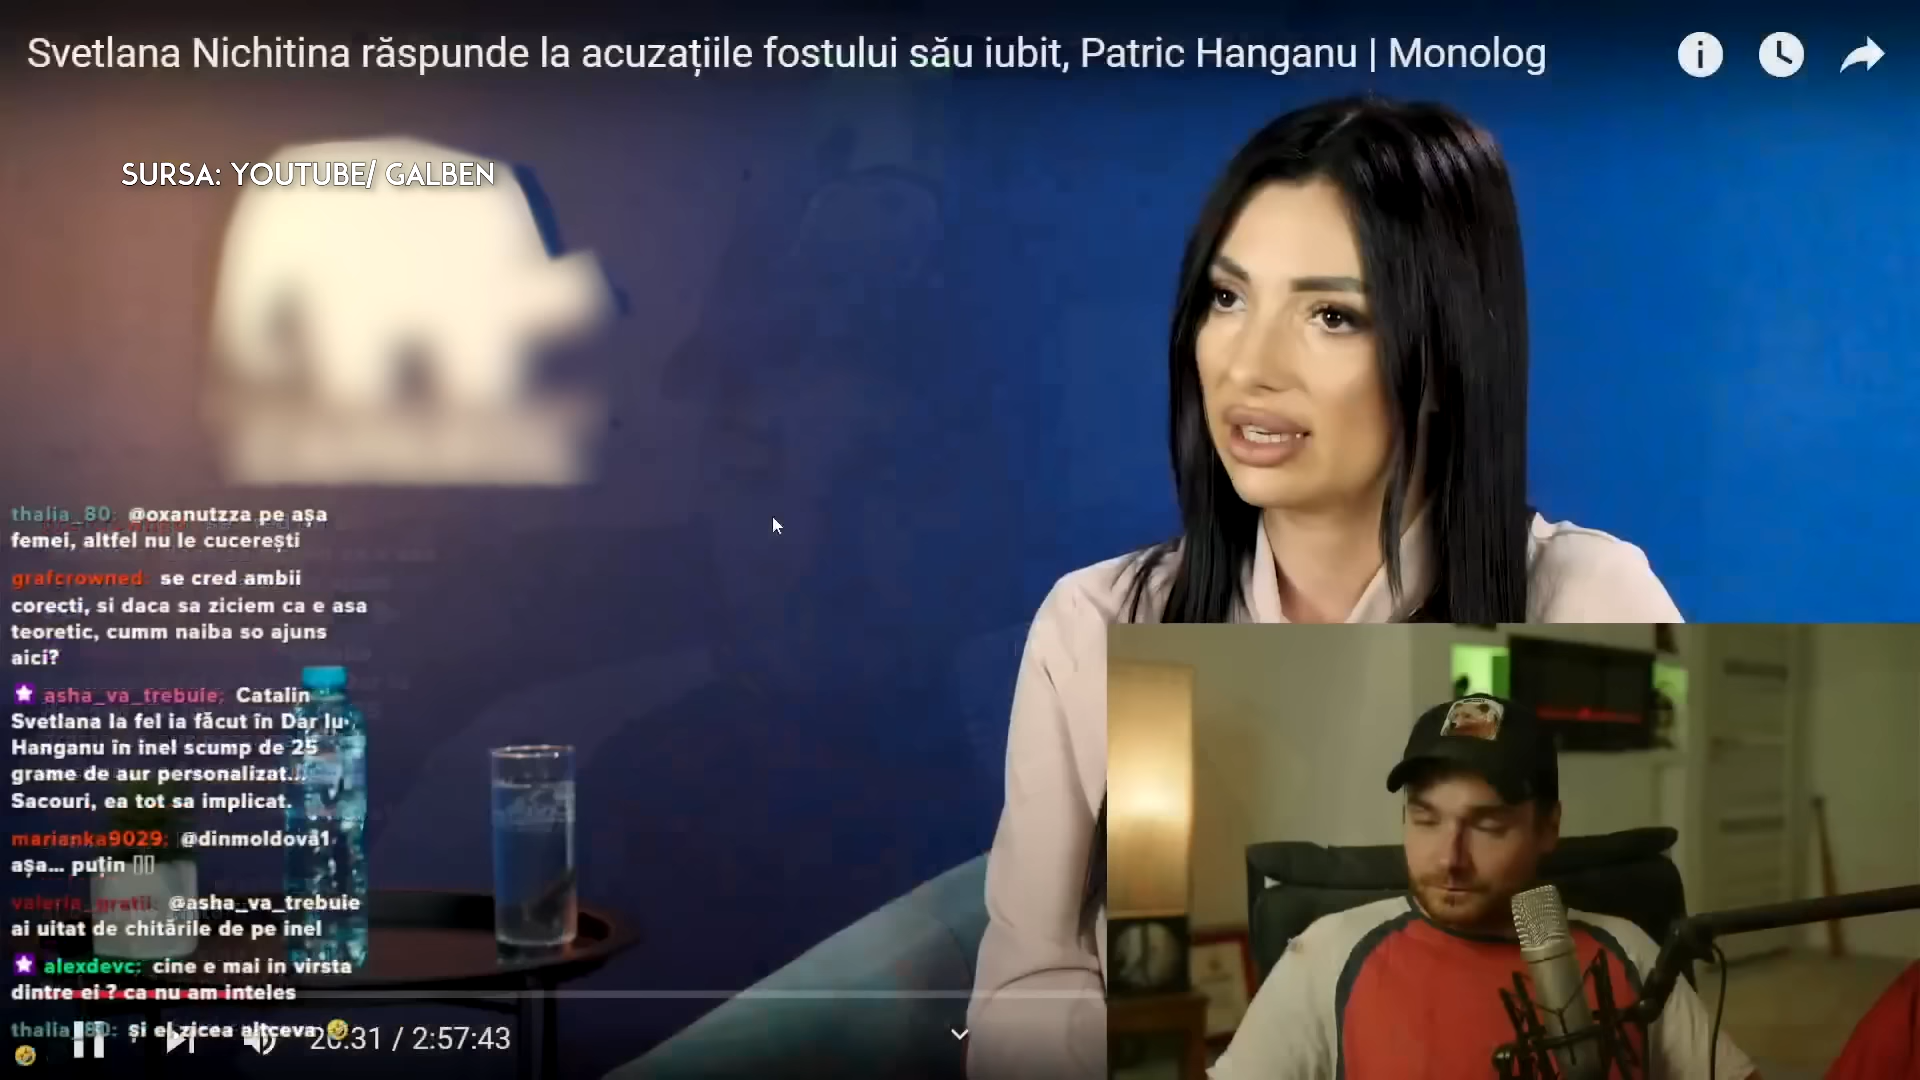 Svetlana Nichitina răspunde la acuzațiile fostului său iubit, Patric Hanganu | Monolog
SURSA: YOUTUBE/ GALBEN
thalia_80: @oxanutzza pe așa
femei, altfel nu le cucerești
grafcrowned: se cred ambii
corecti, si daca sa ziciem ca e asa
teoretic, cumm naiba so ajuns
aici?
asha_va_trebuie: Catalin
Svetlana la fel ia făcut în Dar lu
Hanganu în inel scump de 25
grame de aur personalizat...
Sacouri, ea tot sa implicat.
marianka9029: @dinmoldova1
așa... puțin
valeria_gratii: @asha_va_trebuie
ai uitat de chitările de pe inel
alexdevc: cine e mai in virsta
dintre ei ? ca nu am inteles
thalia_80: și el zicea altceva
31 / 2:57:43